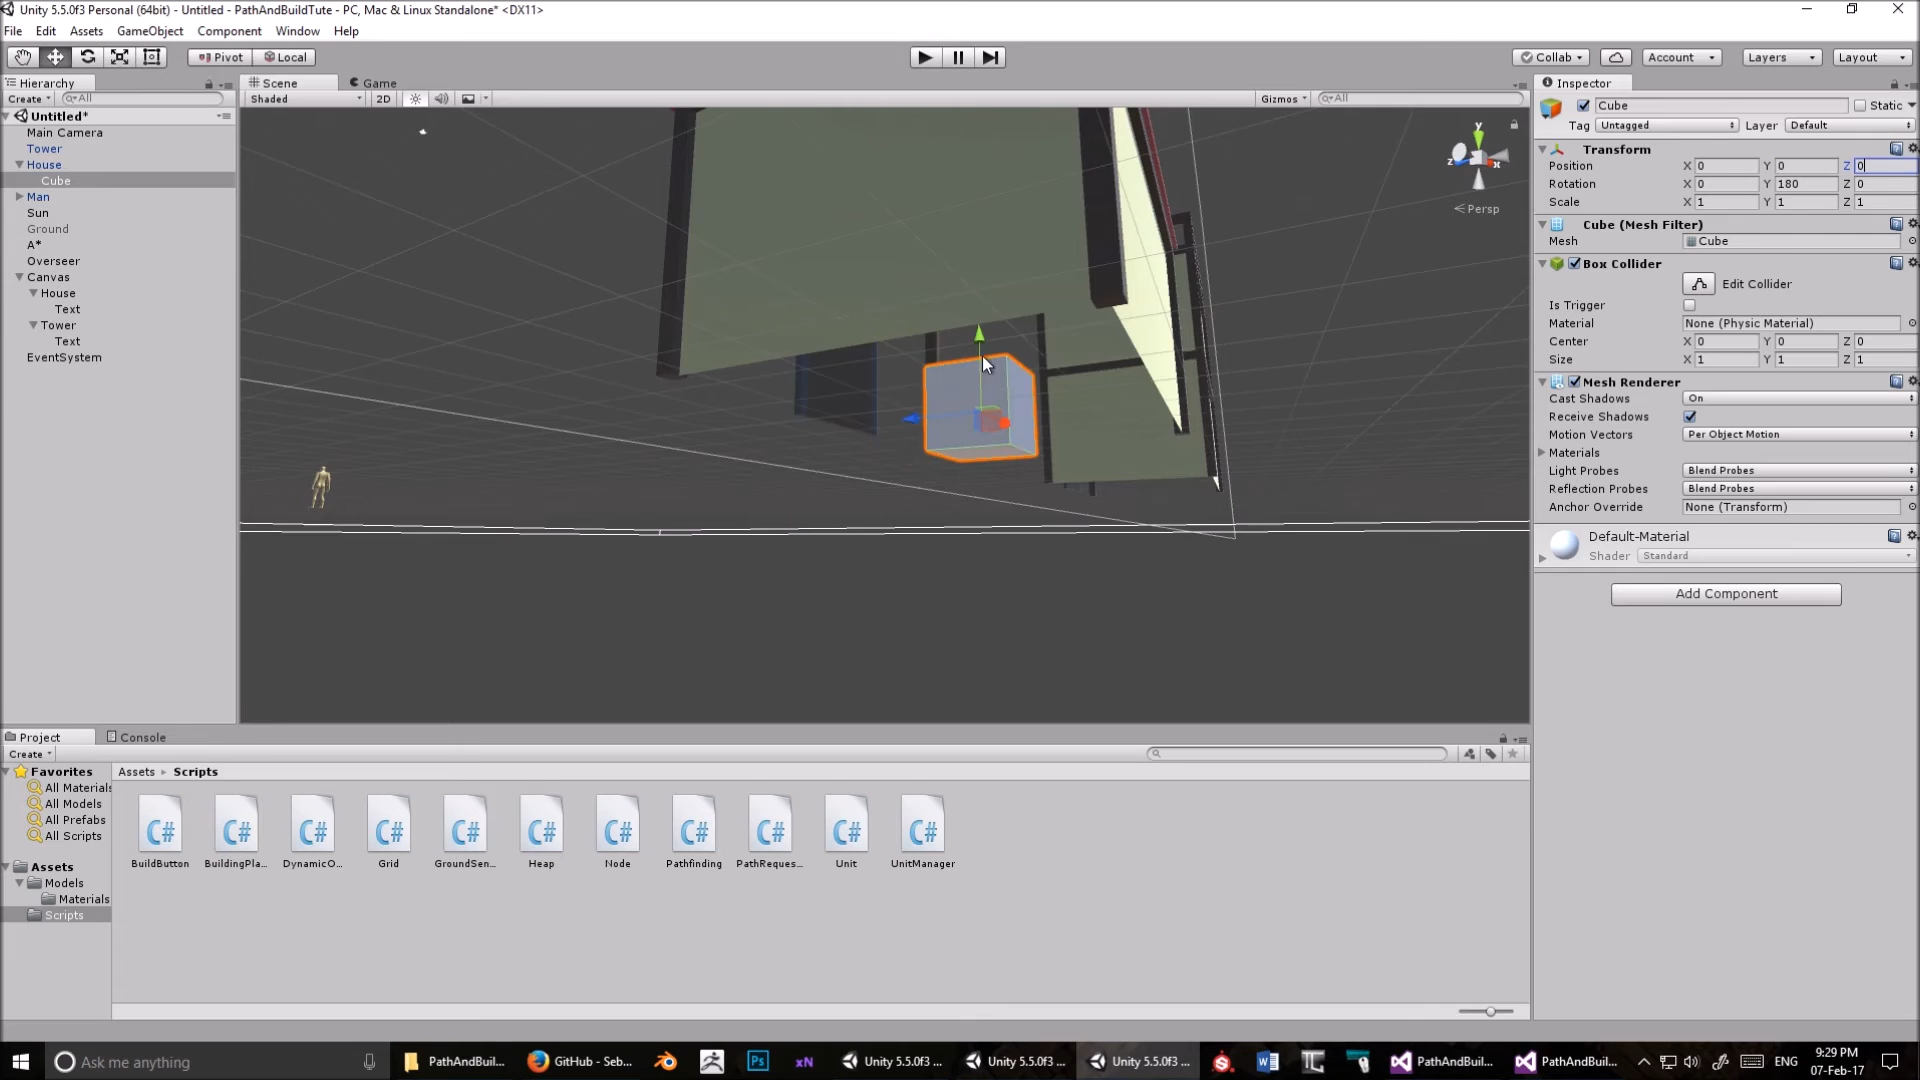 Unity 5.5.0f3 Personal (64bit) - Untitled - PathAndBuildTute - PC, Mac & Linux Standalone* <DX11>
File Edit Assets GameObject Component Window Help
Pivot Local Collab Account Layers Layout
Hierarchy Scene Game Inspector
Create All Shaded 2D Gizmos All
Untitled*
Main Camera
Tower
House
Cube
Man
Sun
Ground
A*
Overseer
Canvas
House
Text
Tower
Text
EventSystem
y
z
x
Persp
Cube Static
Tag Untagged Layer Default
Transform
Position X 0 Y 0 Z 0
Rotation X 0 Y 180 Z 0
Scale X 1 Y 1 Z 1
Cube (Mesh Filter)
Mesh Cube
Box Collider
Edit Collider
Is Trigger
Material None (Physic Material)
Center X 0 Y 0 Z 0
Size X 1 Y 1 Z 1
Mesh Renderer
Cast Shadows On
Receive Shadows
Motion Vectors Per Object Motion
Materials
Light Probes Blend Probes
Reflection Probes Blend Probes
Anchor Override None (Transform)
Default-Material
Shader Standard
Add Component
Project Console
Create
Favorites
All Materials
All Models
All Prefabs
All Scripts
Assets
Models
Materials
Scripts
Assets Scripts
C# C# C# C# C# C# C# C# C# C# C#
BuildButton BuildingPla... DynamicO... Grid GroundSen... Heap Node Pathfinding PathReques... Unit UnitManager
Ask me anything PathAndBuil... GitHub - Seb... Ps xN Unity 5.5.0f3 ... Unity 5.5.0f3 ... Unity 5.5.0f3 ... PathAndBuil... PathAndBuil... ENG 9:29 PM
07-Feb-17